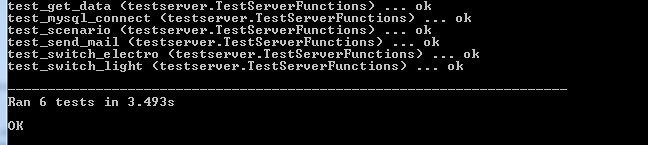 test_get_data (testserver.TestServerFunctions) ... ok
test_mysql_connect (testserver.TestServerFunctions) ... ok
test_scenario (testserver.TestServerFunctions) ... ok
test_send_mail (testserver.TestServerFunctions) ... ok
test_switch_electro (testserver.TestServerFunctions) ... ok
test_switch_light (testserver.TestServerFunctions) ... ok
----------------------------------------------------------------------
Ran 6 tests in 3.493s
OK